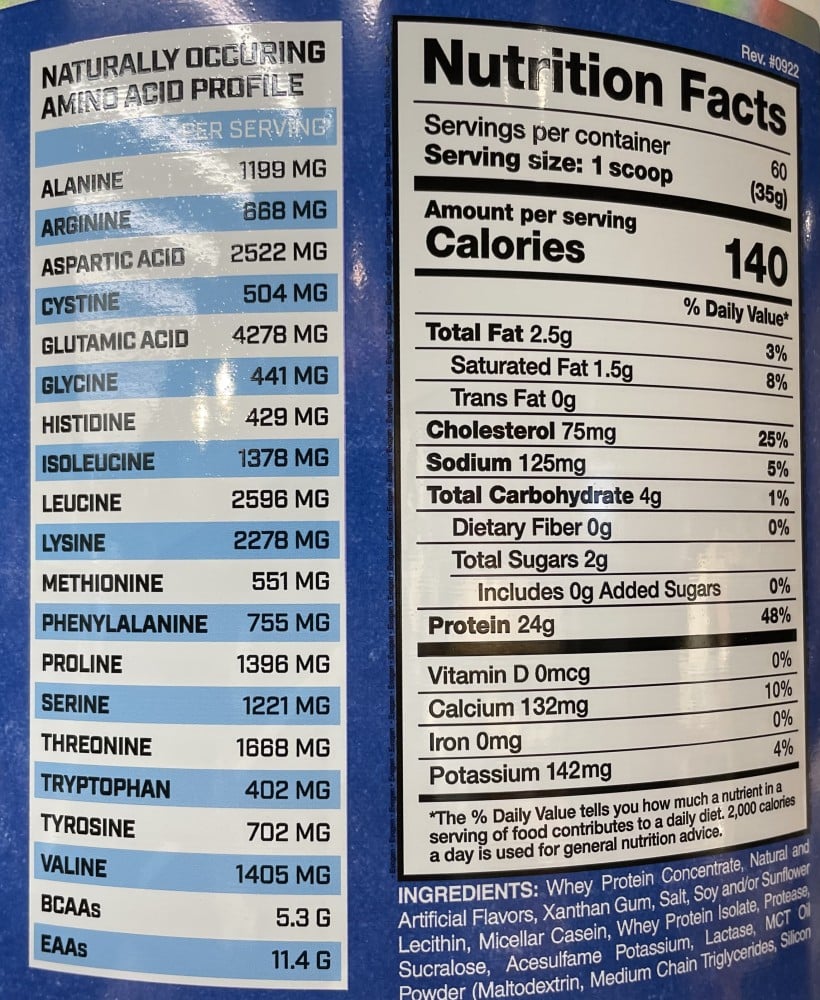 NATURALLY OCCURING
AMINO ACID PROFILE
PER SERVING
ALANINE 1199 MG
ARGININE 668 MG
ASPARTIC ACID 2522 MG
CYSTINE 504 MG
GLUTAMIC ACID 4278 MG
GLYCINE 441 MG
HISTIDINE 429 MG
ISOLEUCINE 1378 MG
LEUCINE 2596 MG
LYSINE 2278 MG
METHIONINE 551 MG
PHENYLALANINE 755 MG
PROLINE 1396 MG
SERINE 1221 MG
THREONINE 1668 MG
TRYPTOPHAN 402 MG
TYROSINE 702 MG
VALINE 1405 MG
BCAAs 5.3 G
EAAs 11.4 G
Rev. #0922
Nutrition Facts
Servings per container 60
Serving size: 1 scoop (35g)
Amount per serving
Calories 140
% Daily Value*
Total Fat 2.5g 3%
Saturated Fat 1.5g 8%
Trans Fat 0g
Cholesterol 75mg 25%
Sodium 125mg 5%
Total Carbohydrate 4g 1%
Dietary Fiber 0g 0%
Total Sugars 2g
Includes 0g Added Sugars 0%
Protein 24g 48%
Vitamin D 0mcg 0%
Calcium 132mg 10%
Iron 0mg 0%
Potassium 142mg 4%
*The % Daily Value tells you how much a nutrient in a
serving of food contributes to a daily diet. 2,000 calories
a day is used for general nutrition advice.
INGREDIENTS: Whey Protein Concentrate, Natural and
Artificial Flavors, Xanthan Gum, Salt, Soy and/or Sunflower
Lecithin, Micellar Casein, Whey Protein Isolate, Protease,
Sucralose, Acesulfame Potassium, Lactase, MCT Oil
Powder (Maltodextrin, Medium Chain Triglycerides, Silicon